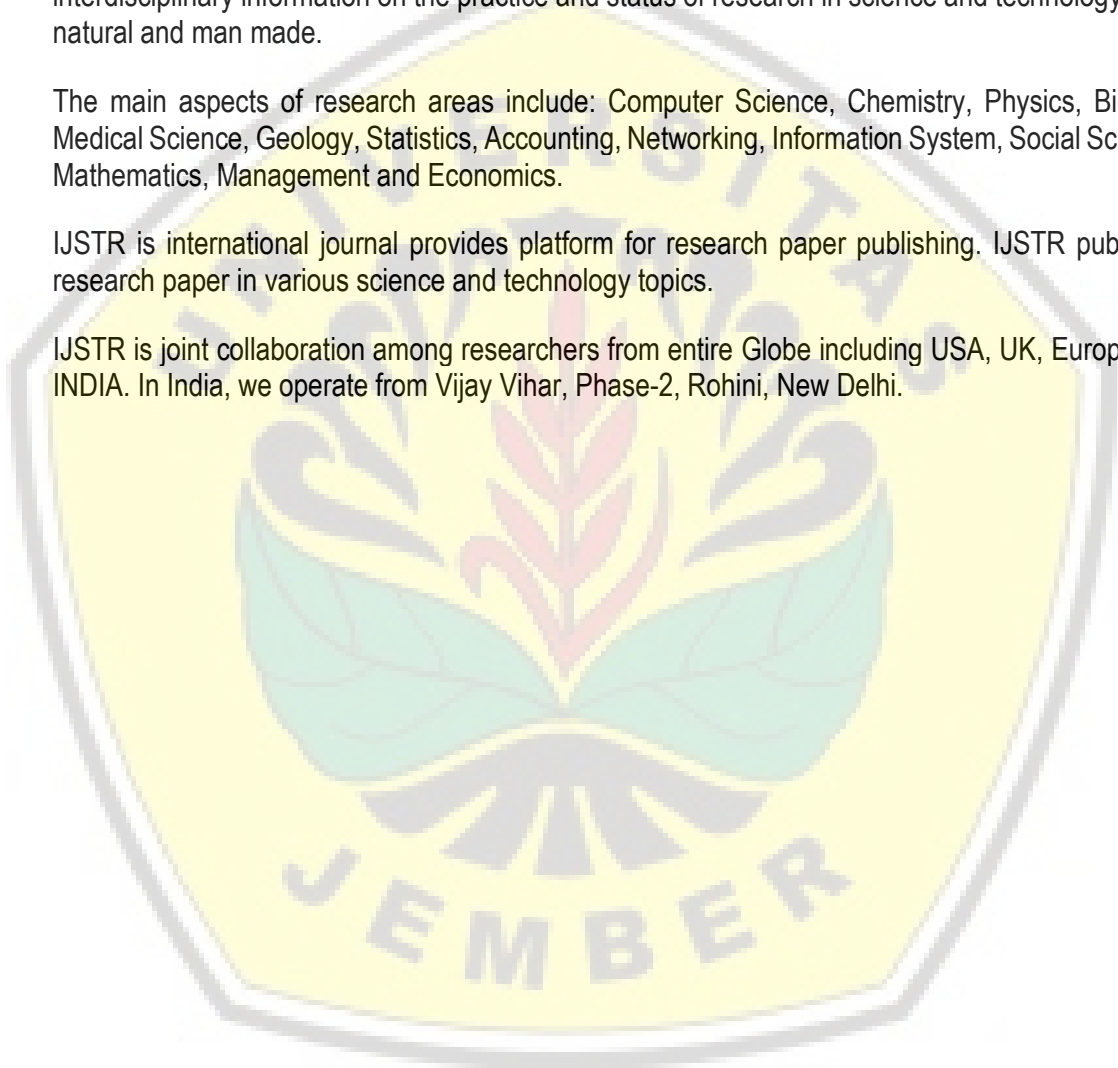 interdisciplinary information on the practice and status of research in science and technology
natural and man made.
The main aspects of research areas include: Computer Science, Chemistry, Physics, Bi
Medical Science, Geology, Statistics, Accounting, Networking, Information System, Social Sc
Mathematics, Management and Economics.
IJSTR is international journal provides platform for research paper publishing. IJSTR pub
research paper in various science and technology topics.
IJSTR is joint collaboration among researchers from entire Globe including USA, UK, Europ
INDIA. In India, we operate from Vijay Vihar, Phase-2, Rohini, New Delhi.
UNIVERSITAS
JEMBER